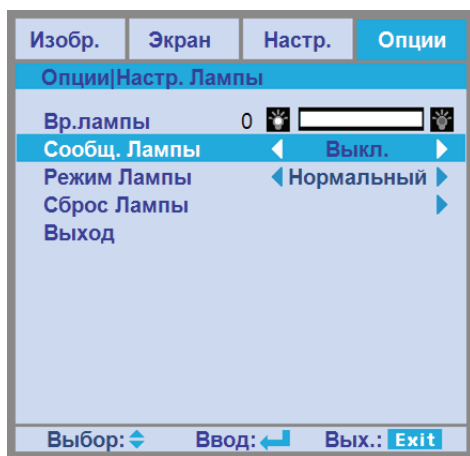 Изобр. Экран Настр. Опции
Опции|Настр. Лампы
Вр.лампы 0
Сообщ. Лампы Выкл.
Режим Лампы Нормальный
Сброс Лампы
Выход
Выбор: Ввод: Вых.: Exit